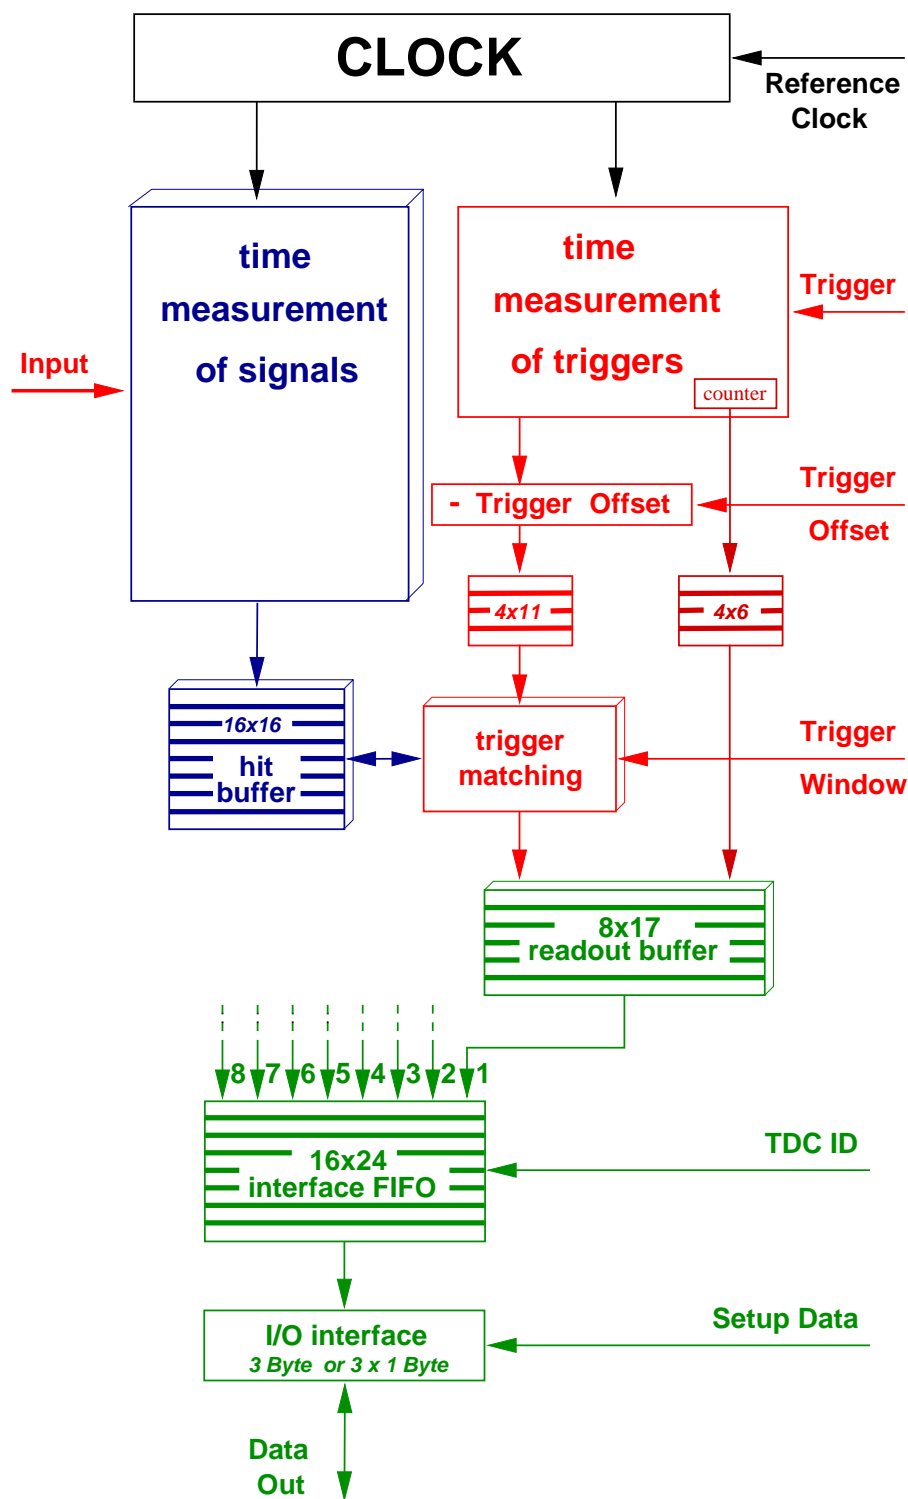 CLOCK
Reference
Clock
time
measurement
of signals
time
measurement
of triggers
counter
Trigger
Input
- Trigger Offset
Trigger
Offset
4x11
4x6
16x16
hit
buffer
trigger
matching
Trigger
Window
8x17
readout buffer
8 7 6 5 4 3 2 1
16x24
interface FIFO
TDC ID
I/O interface
3 Byte or 3 x 1 Byte
Setup Data
Data
Out